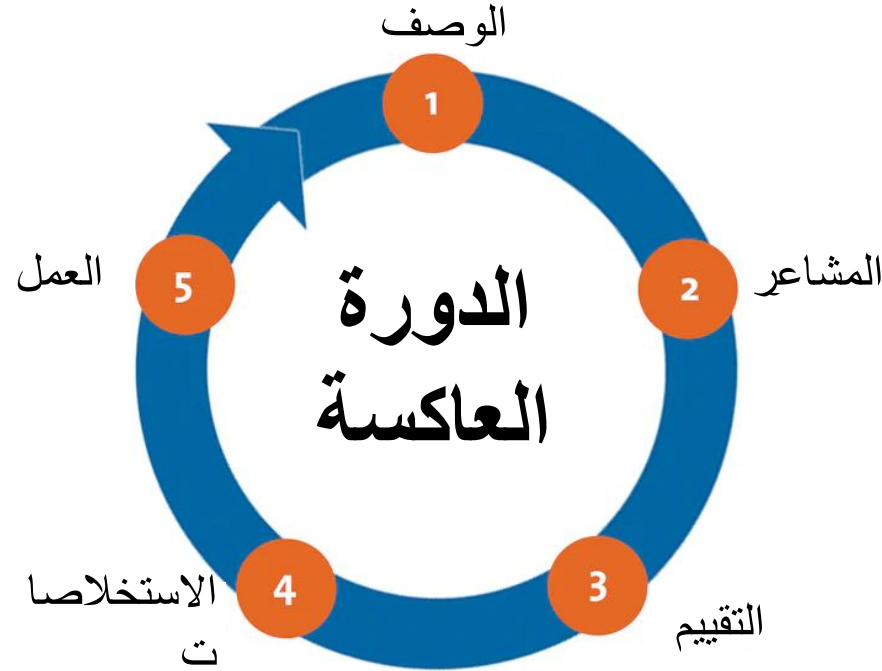 الوصف
1
المشاعر
2
3
التقييم
4
الاستخلاصا
ت
5
العمل
الدورة
العاكسة